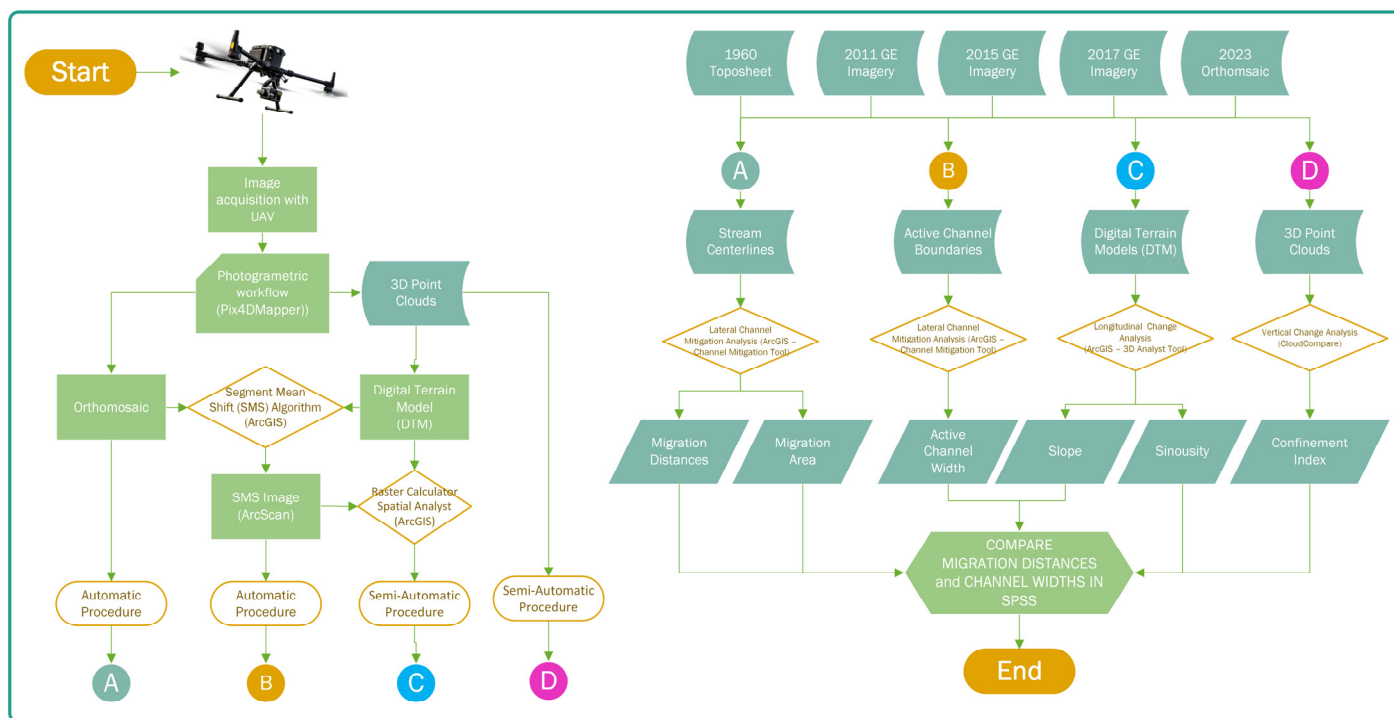 Start
Image
acquisition with
UAV
Photogrametric
workflow
(Pix4DMapper))
3D Point
Clouds
Orthomosaic
Segment Mean
Shift (SMS) Algorithm
(ArcGIS)
Digital Terrain
Model
(DTM)
SMS Image
(ArcScan)
Raster Calculator
Spatial Analyst
(ArcGIS)
Automatic
Procedure
Automatic
Procedure
Semi-Automatic
Procedure
Semi-Automatic
Procedure
A
B
C
D
1960
Toposheet
2011 GE
Imagery
2015 GE
Imagery
2017 GE
Imagery
2023
Orthomsaic
A
B
C
D
Stream
Centerlines
Active Channel
Boundaries
Digital Terrain
Models (DTM)
3D Point
Clouds
Lateral Channel
Mitigation Analysis (ArcGIS –
Channel Mitigation Tool)
Lateral Channel
Mitigation Analysis (ArcGIS –
Channel Mitigation Tool)
Longitudinal Change
Analysis
(ArcGIS – 3D Analyst Tool)
Vertical Change Analysis
(CloudCompare)
Migration
Distances
Migration
Area
Active
Channel
Width
Slope
Sinousity
Confinement
Index
COMPARE
MIGRATION DISTANCES
and CHANNEL WIDTHS IN
SPSS
End